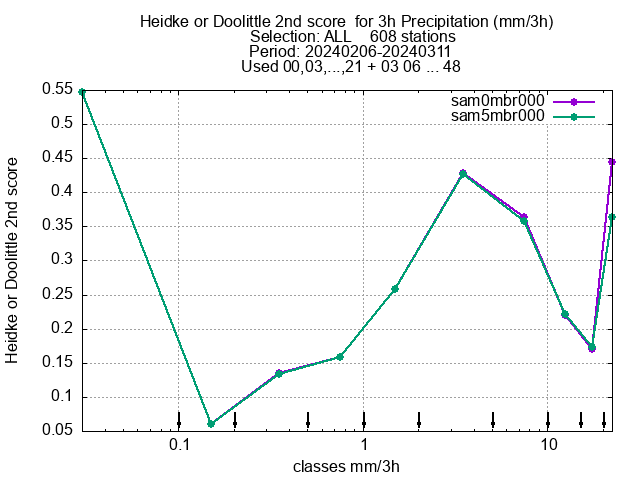 Heidke or Doolittle 2nd score  for 3h Precipitation (mm/3h)
Selection: ALL    608 stations
Period: 20240206-20240311
Used 00,03,...,21 + 03 06 ... 48
sam0mbr000
sam5mbr000
0.55
0.5
0.45
0.4
0.35
0.3
0.25
0.2
0.15
0.1
0.05
Heidke or Doolittle 2nd score
0.1
1
10
classes mm/3h